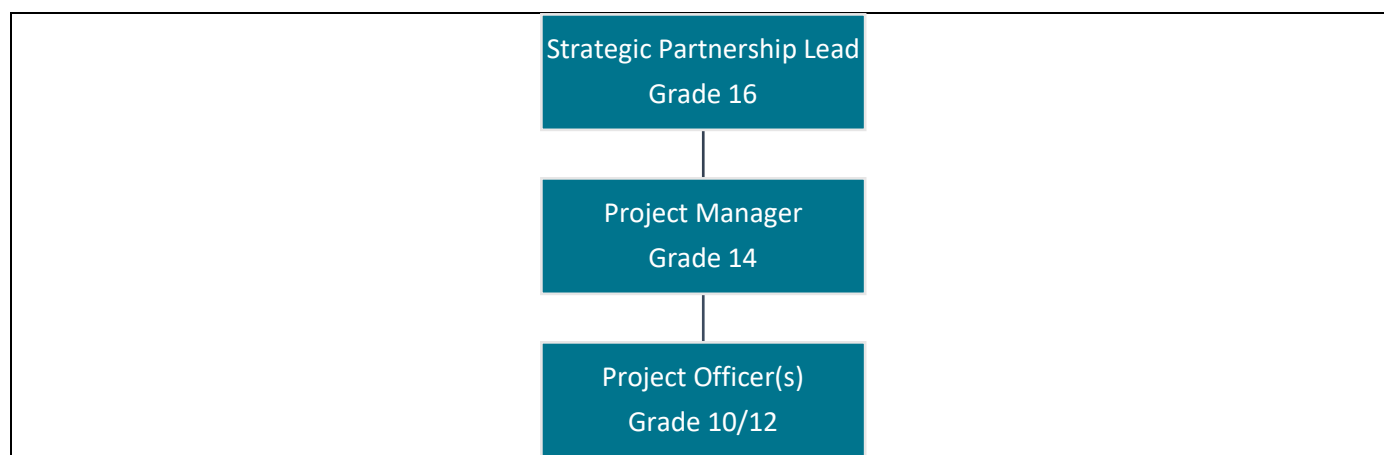 Strategic Partnership Lead
Grade 16
Project Manager
Grade 14
Project Officer(s)
Grade 10/12